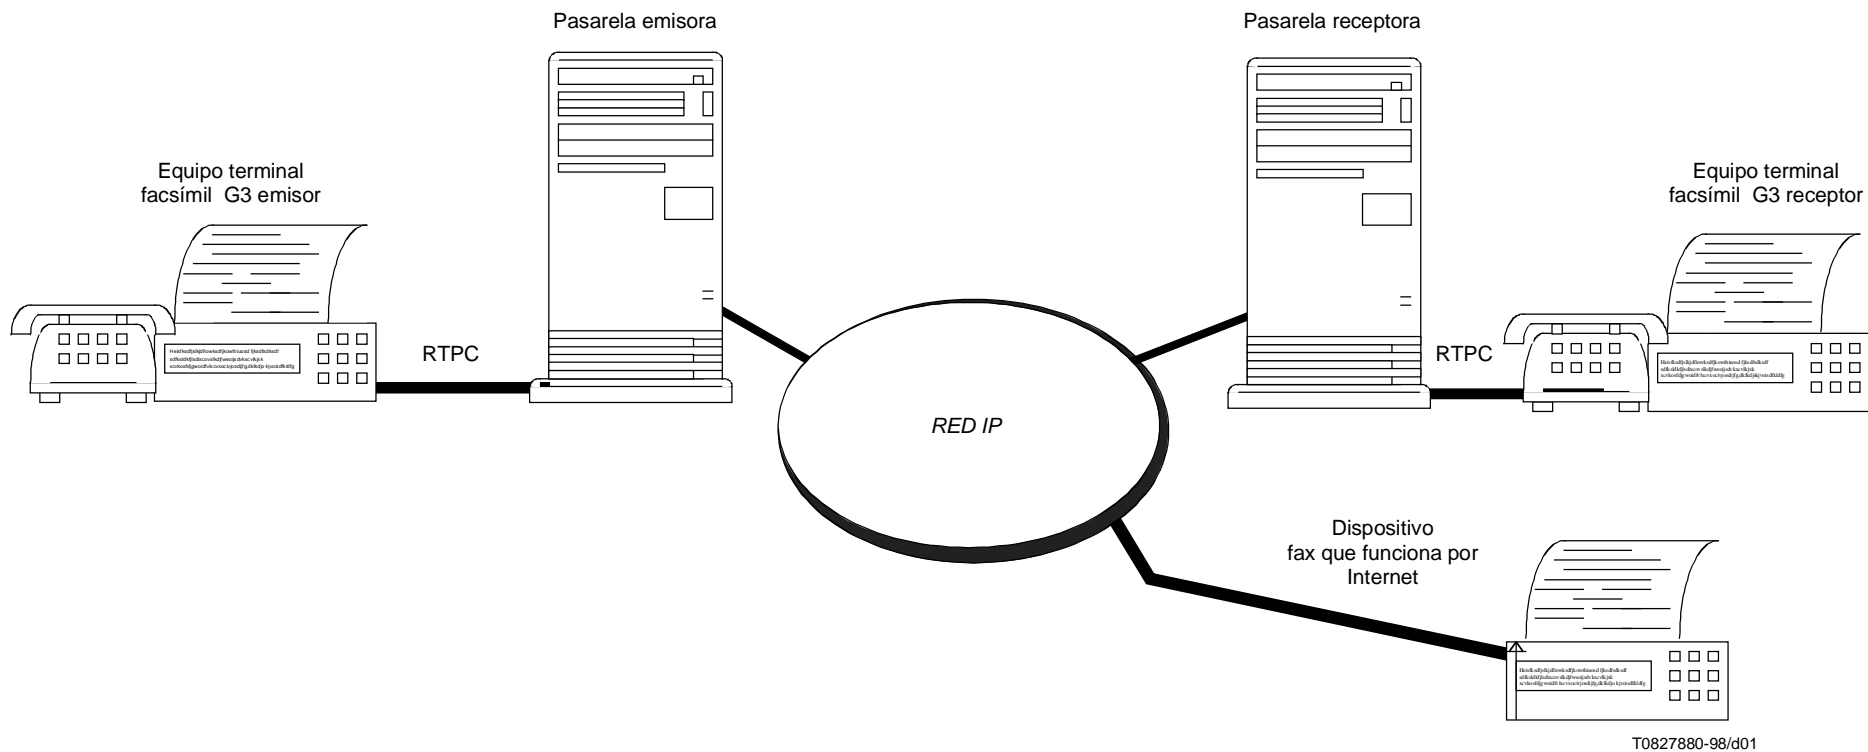 Pasarela emisora
Pasarela receptora
Equipo terminal
facsímil G3 emisor
Equipo terminal
facsímil G3 receptor
RTPC
RTPC
RED IP
Dispositivo
fax que funciona por
Internet
T0827880-98/d01